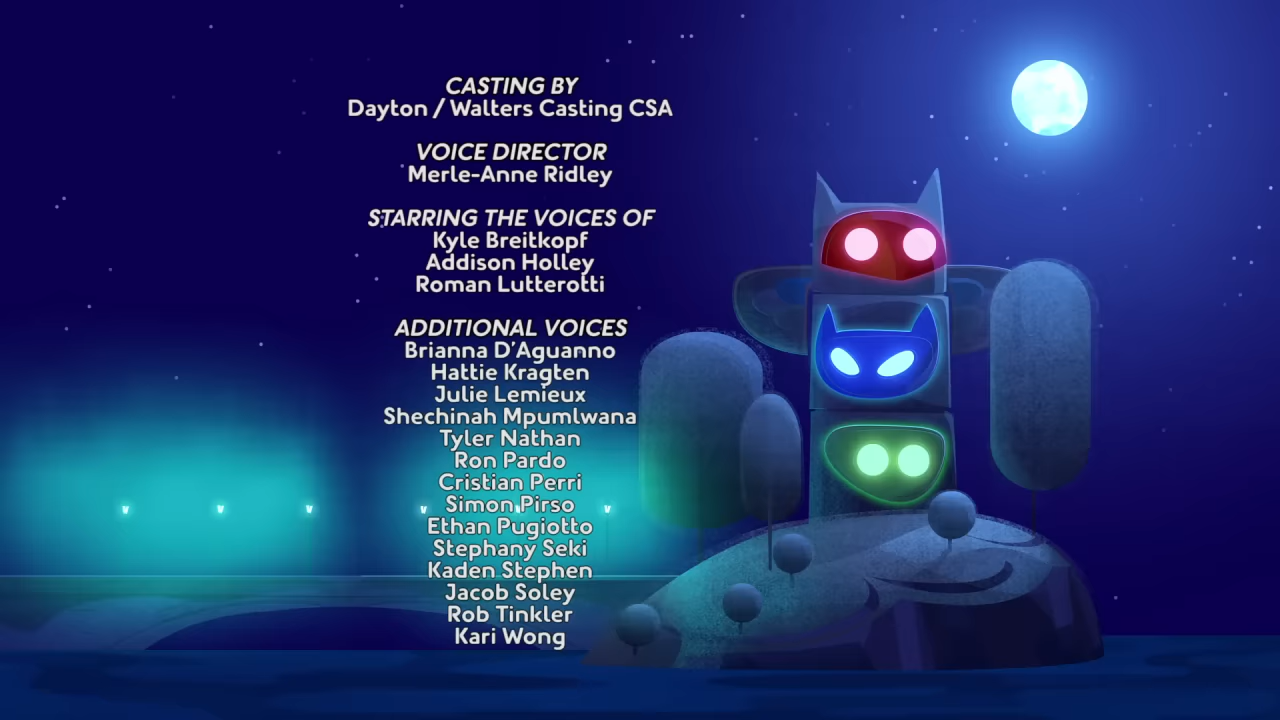 CASTING BY
Dayton / Walters Casting CSA
VOICE DIRECTOR
Merle-Anne Ridley
STARRING THE VOICES OF
Kyle Breitkopf
Addison Holley
Roman Lutterotti
ADDITIONAL VOICES
Brianna D'Aguanno
Hattie Kragten
Julie Lemieux
Shechinah Mpumlwana
Tyler Nathan
Ron Pardo
Cristian Perri
Simon Pirso
Ethan Pugiotto
Stephany Seki
Kaden Stephen
Jacob Soley
Rob Tinkler
Kari Wong